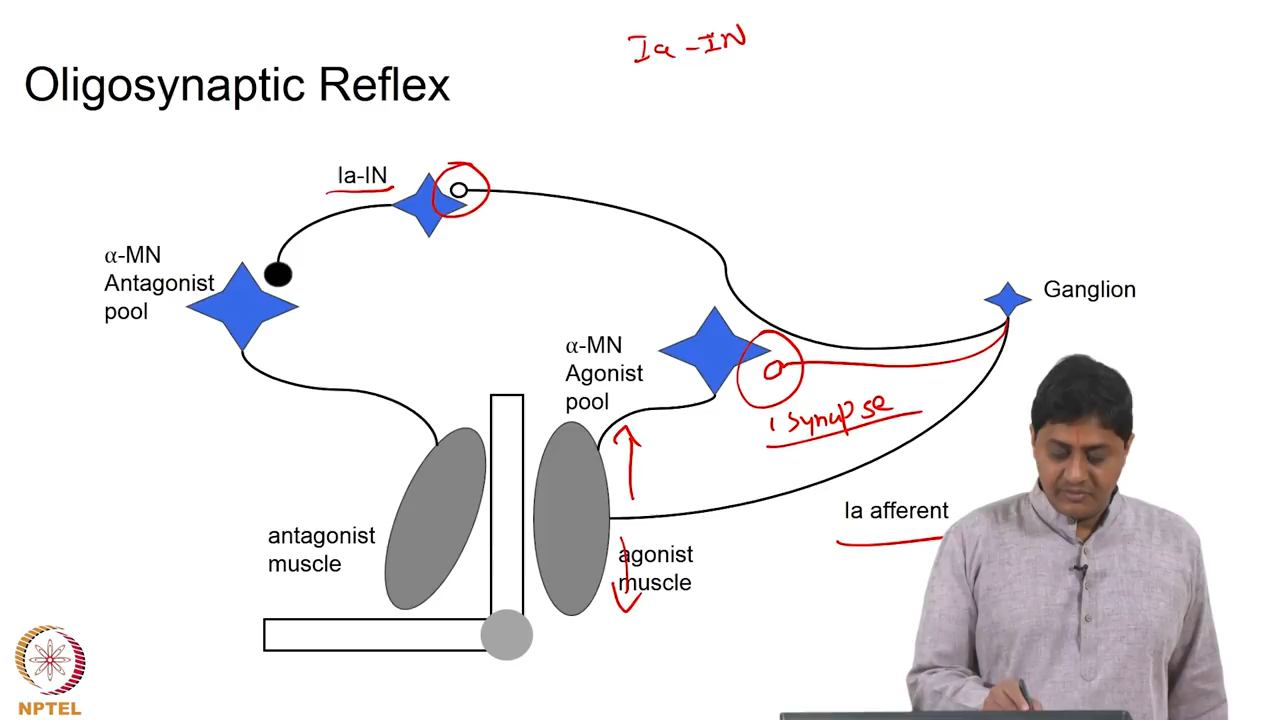 Ia-IN
Oligosynaptic Reflex
Ia-IN
α-MN
Antagonist
pool
Ganglion
α-MN
Agonist
pool
1 synapse
Ia afferent
antagonist
muscle
agonist
muscle
NPTEL